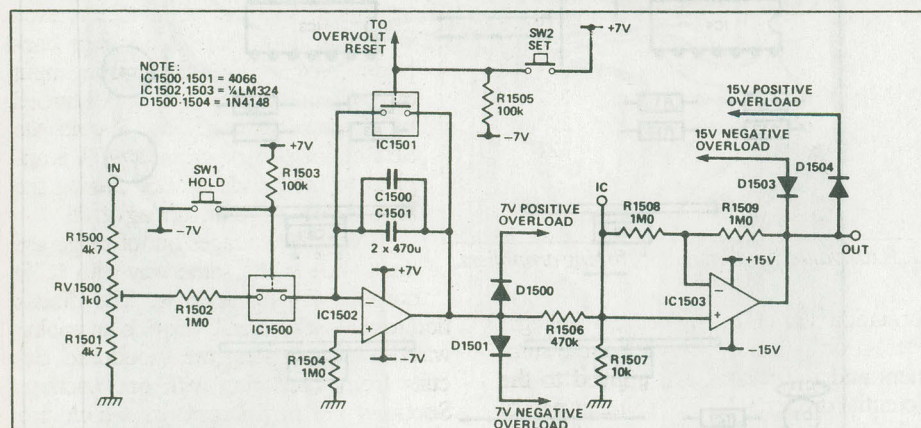 TO
OVERVOLT
RESET
SW2
SET
+7V
NOTE:
IC1500,1501 = 4066
IC1502,1503 = ¼LM324
D1500-1504 = 1N4148
R1505
100k
-7V
IC1501
15V POSITIVE
OVERLOAD
15V NEGATIVE
OVERLOAD
D1504
D1503
+7V
R1503
100k
IN
SW1
HOLD
-7V
C1500
C1501
2 x 470u
7V POSITIVE
OVERLOAD
IC
R1508
1M0
R1509
1M0
OUT
R1500
4k7
RV1500
1k0
R1501
4k7
R1502
1M0
IC1500
+7V
IC1502
−
+
-7V
R1504
1M0
D1500
D1501
R1506
470k
R1507
10k
+15V
IC1503
−
+
-15V
7V NEGATIVE
OVERLOAD